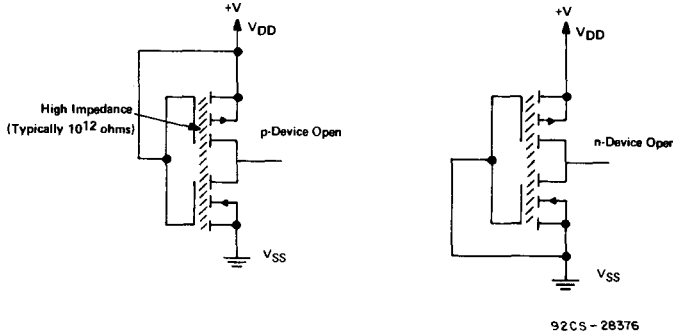 +V
VDD
High Impedance
(Typically 10¹² ohms)
p-Device Open
VSS
+V
VDD
n-Device Open
VSS
92CS-28376